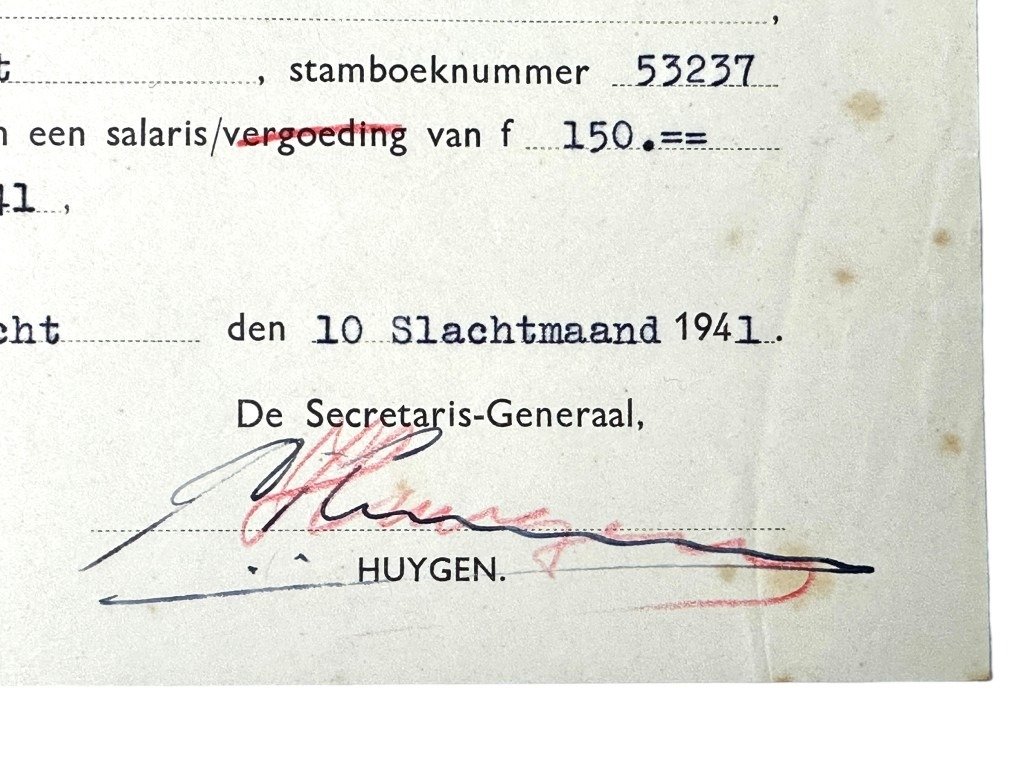 , stamboeknummer 53237
een salaris/vergoeding van f 150.==
41,
cht den 10 Slachtmaand 1941.
De Secretaris-Generaal,
HUYGEN.